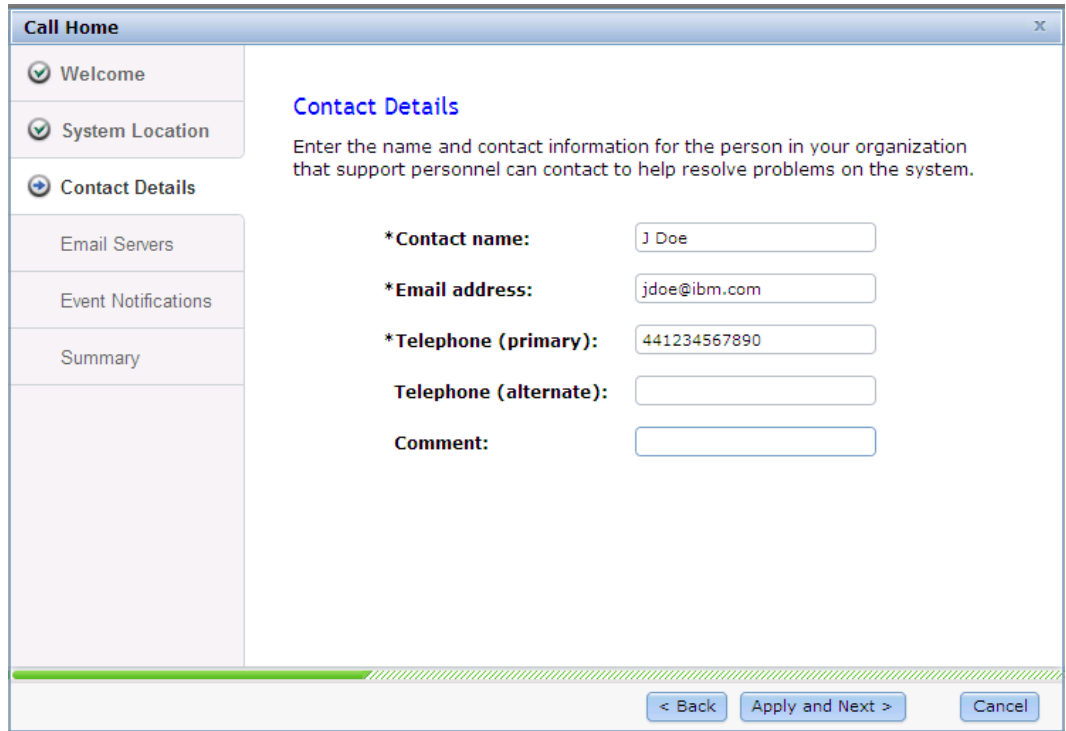 Call Home
x
Welcome
System Location
Contact Details
Email Servers
Event Notifications
Summary
Contact Details
Enter the name and contact information for the person in your organization
that support personnel can contact to help resolve problems on the system.
*Contact name: J Doe
*Email address: jdoe@ibm.com
*Telephone (primary): 441234567890
Telephone (alternate):
Comment:
< Back Apply and Next > Cancel